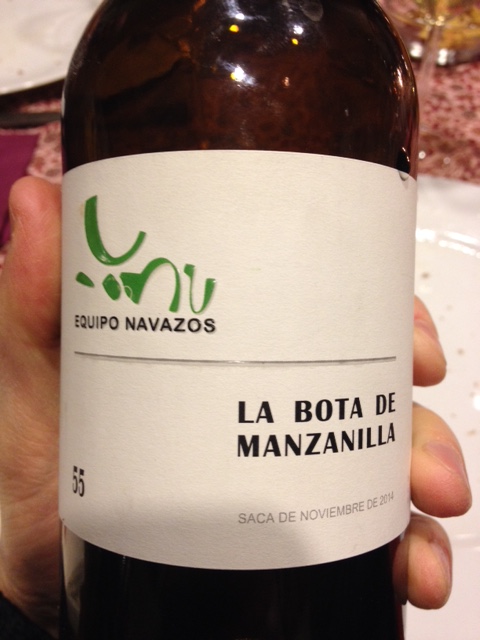 EQUIPO NAVAZOS
LA BOTA DE
MANZANILLA
55
SACA DE NOVIEMBRE DE 2014